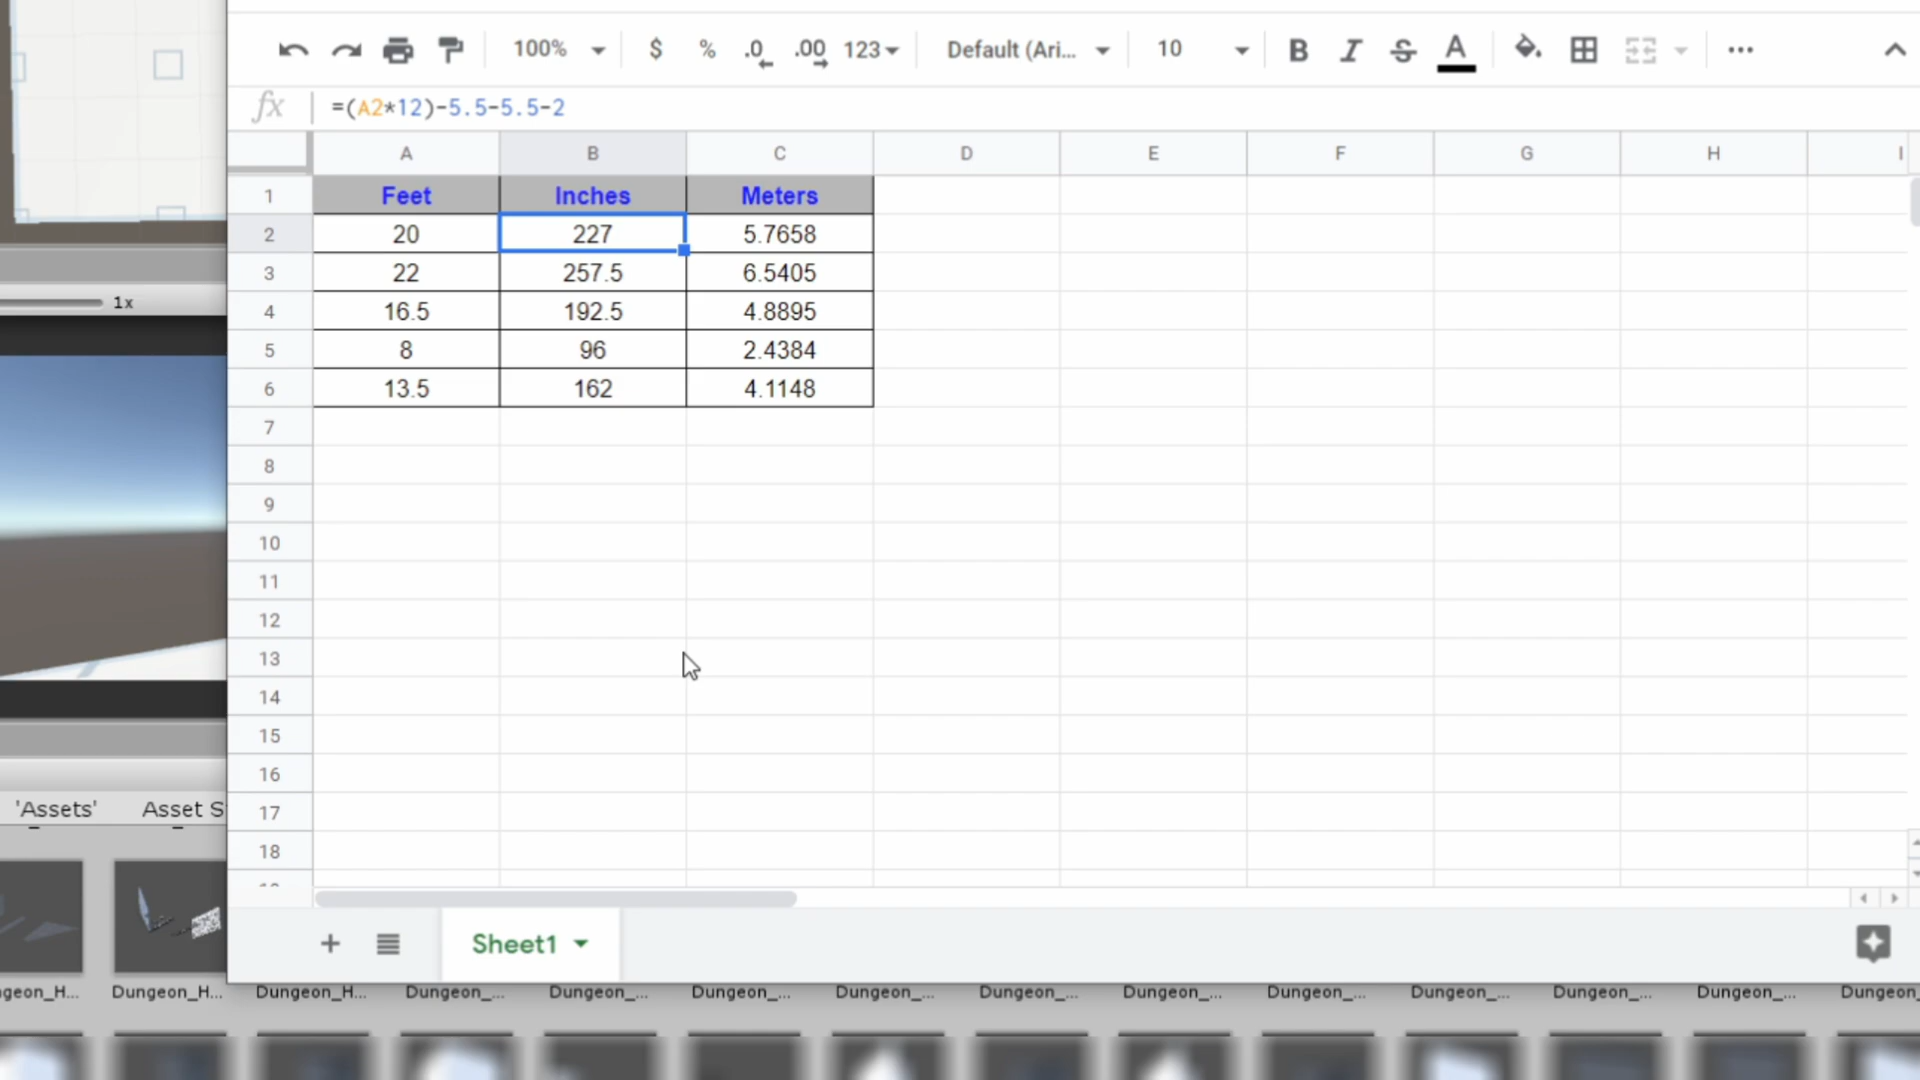 100% $ % .0 .00 123 Default (Ari... 10 B I S A
fx =(A2*12)-5.5-5.5-2
A B C D E F G H I
1 Feet Inches Meters
2 20 227 5.7658
3 22 257.5 6.5405
4 16.5 192.5 4.8895
5 8 96 2.4384
6 13.5 162 4.1148
7
8
9
10
11
12
13
14
15
16
17
18
1x
'Assets' Asset S
Sheet1
geon_H... Dungeon_H... Dungeon_H... Dungeon_... Dungeon_... Dungeon_... Dungeon_... Dungeon_... Dungeon_... Dungeon_... Dungeon_... Dungeon_... Dungeon_... Dungeon_